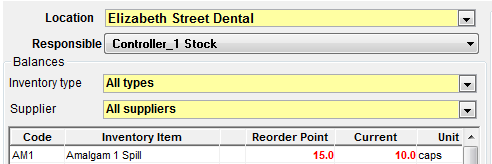 Location Elizabeth Street Dental
Responsible Controller_1 Stock
Balances
Inventory type All types
Supplier All suppliers
Code Inventory Item Reorder Point Current Unit
AM1 Amalgam 1 Spill 15.0 10.0 caps